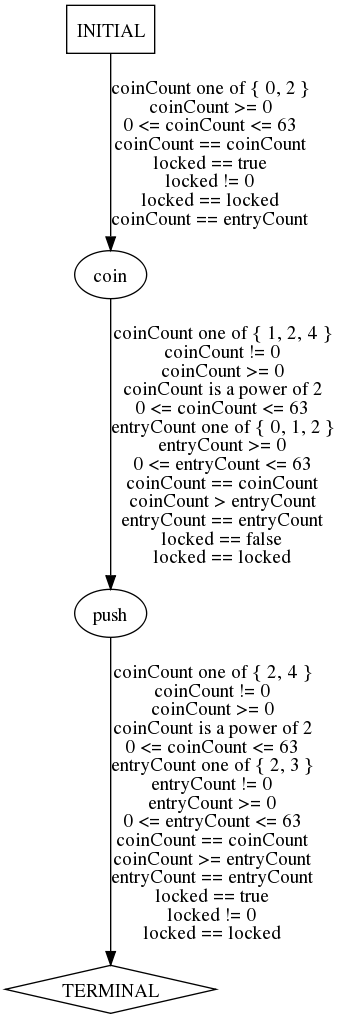 INITIAL
coinCount one of { 0, 2 }
coinCount >= 0
0 <= coinCount <= 63
coinCount == coinCount
locked == true
locked != 0
locked == locked
coinCount == entryCount
coin
coinCount one of { 1, 2, 4 }
coinCount != 0
coinCount >= 0
coinCount is a power of 2
0 <= coinCount <= 63
entryCount one of { 0, 1, 2 }
entryCount >= 0
0 <= entryCount <= 63
coinCount == coinCount
coinCount > entryCount
entryCount == entryCount
locked == false
locked == locked
push
coinCount one of { 2, 4 }
coinCount != 0
coinCount >= 0
coinCount is a power of 2
0 <= coinCount <= 63
entryCount one of { 2, 3 }
entryCount != 0
entryCount >= 0
0 <= entryCount <= 63
coinCount == coinCount
coinCount >= entryCount
entryCount == entryCount
locked == true
locked != 0
locked == locked
TERMINAL